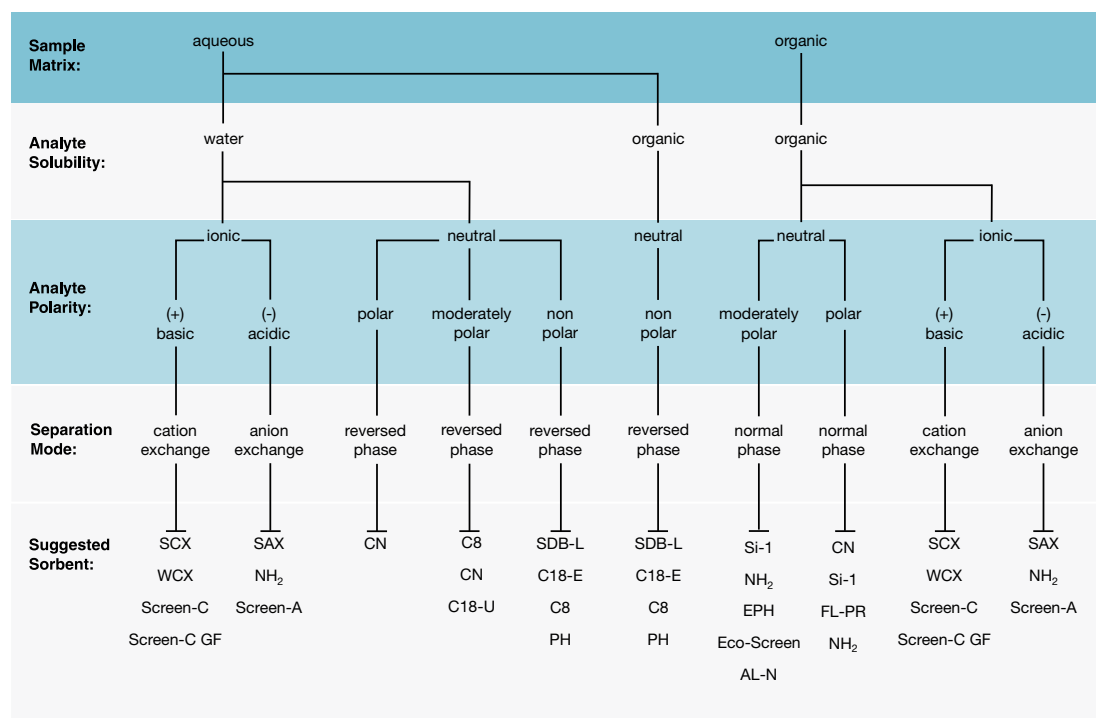 Sample
Matrix:
aqueous
organic
Analyte
Solubility:
water
organic
organic
Analyte
Polarity:
ionic
neutral
neutral
neutral
ionic
(+)
basic
(-)
acidic
polar
moderately
polar
non
polar
non
polar
moderately
polar
polar
(+)
basic
(-)
acidic
Separation
Mode:
cation
exchange
anion
exchange
reversed
phase
reversed
phase
reversed
phase
reversed
phase
normal
phase
normal
phase
cation
exchange
anion
exchange
Suggested
Sorbent:
SCX
WCX
Screen-C
Screen-C GF
SAX
NH₂
Screen-A
CN
C8
CN
C18-U
SDB-L
C18-E
C8
PH
SDB-L
C18-E
C8
PH
Si-1
NH₂
EPH
Eco-Screen
AL-N
CN
Si-1
FL-PR
NH₂
SCX
WCX
Screen-C
Screen-C GF
SAX
NH₂
Screen-A